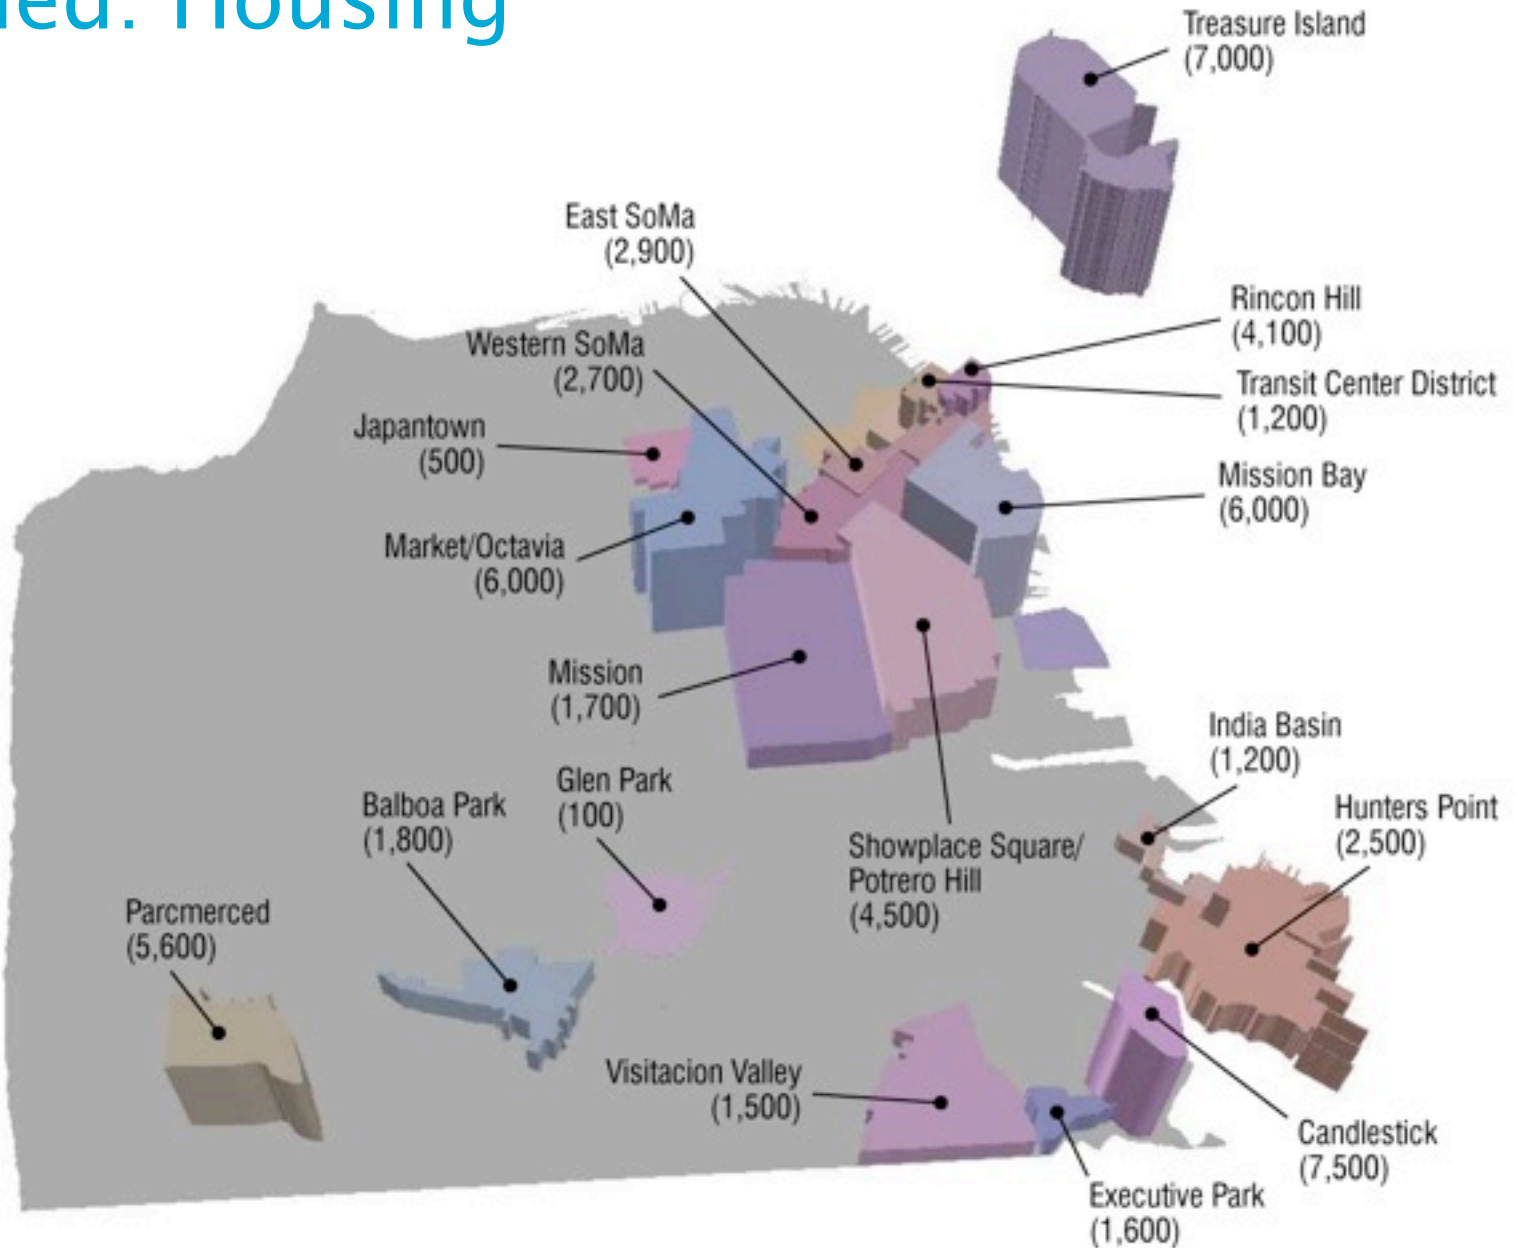 Housing
Treasure Island
(7,000)
East SoMa
(2,900)
Rincon Hill
(4,100)
Western SoMa
(2,700)
Transit Center District
(1,200)
Japantown
(500)
Mission Bay
(6,000)
Market/Octavia
(6,000)
Mission
(1,700)
India Basin
(1,200)
Glen Park
(100)
Balboa Park
(1,800)
Hunters Point
(2,500)
Showplace Square/
Potrero Hill
(4,500)
Parcmerced
(5,600)
Visitacion Valley
(1,500)
Candlestick
(7,500)
Executive Park
(1,600)